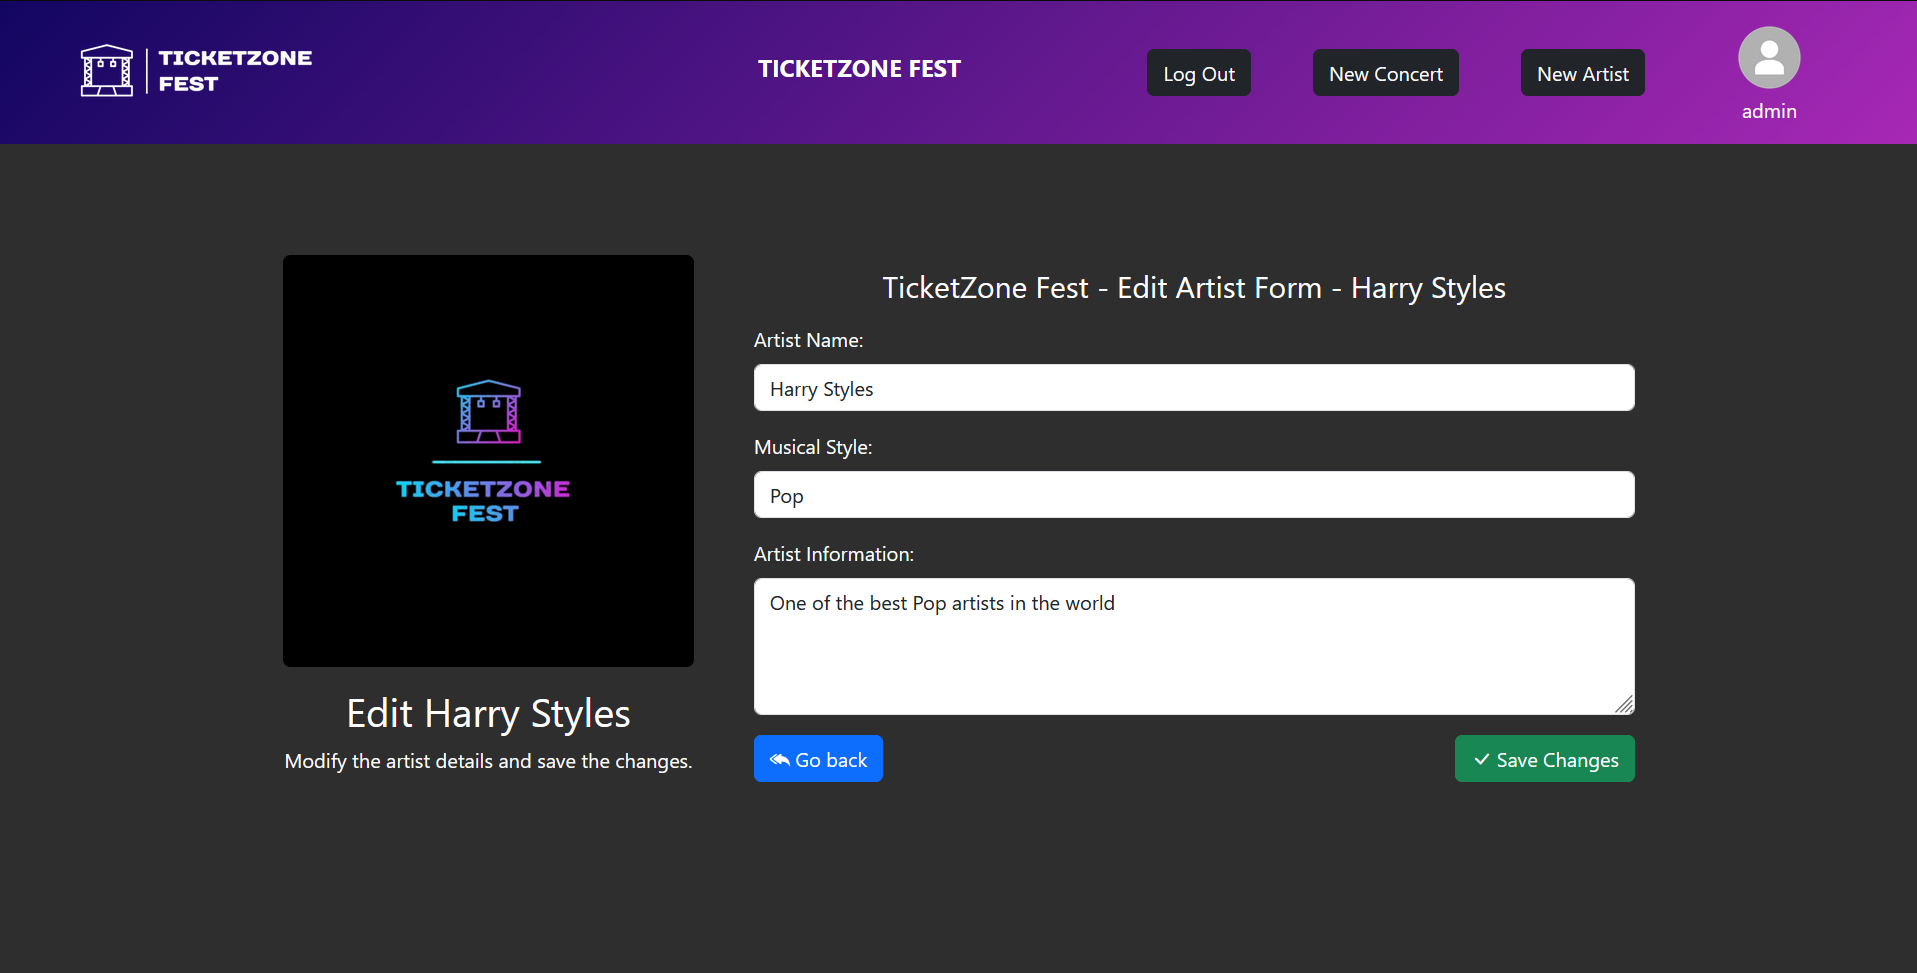 TICKETZONE
FEST
TICKETZONE FEST
Log Out
New Concert
New Artist
admin
TICKETZONE
FEST
Edit Harry Styles
Modify the artist details and save the changes.
TicketZone Fest - Edit Artist Form - Harry Styles
Artist Name:
Harry Styles
Musical Style:
Pop
Artist Information:
One of the best Pop artists in the world
Go back
Save Changes